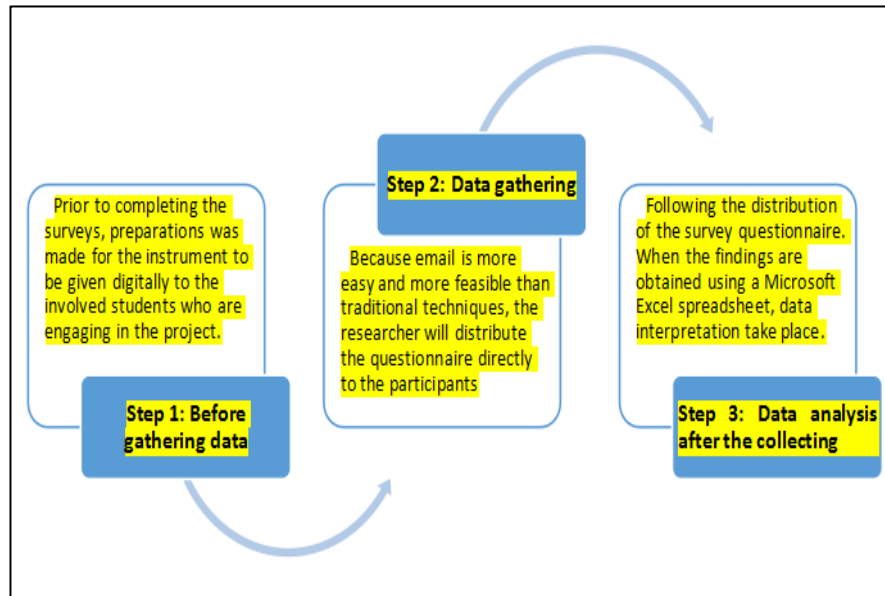 Prior to completing the
surveys, preparations was
made for the instrument to
be given digitally to the
involved students who are
engaging in the project.
Step 1: Before
gathering data
Step 2: Data gathering
Because email is more
easy and more feasible than
traditional techniques, the
researcher will distribute
the questionnaire directly
to the participants
Following the distribution
of the survey questionnaire.
When the findings are
obtained using a Microsoft
Excel spreadsheet, data
interpretation take place.
Step 3: Data analysis
after the collecting